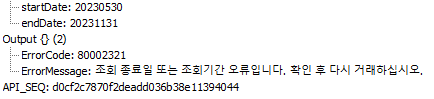 startDate: 20230530
endDate: 20231131
Output {} (2)
ErrorCode: 80002321
ErrorMessage: 조회 종료일 또는 조회기간 오류입니다. 확인 후 다시 거래하십시오.
API_SEQ: d0cf2c7870f2deadd036b38e11394044